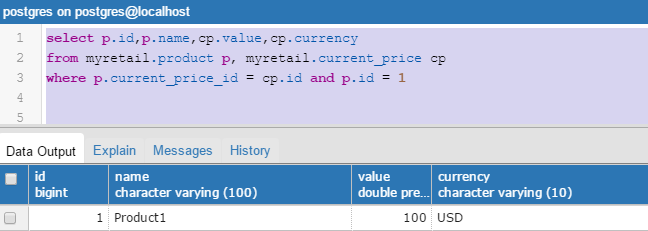 postgres on postgres@localhost
1 select p.id,p.name,cp.value,cp.currency
2 from myretail.product p, myretail.current_price cp
3 where p.current_price_id = cp.id and p.id = 1
4
5
Data Output Explain Messages History
id name value currency
bigint character varying (100) double pre... character varying (10)
1 Product1 100 USD